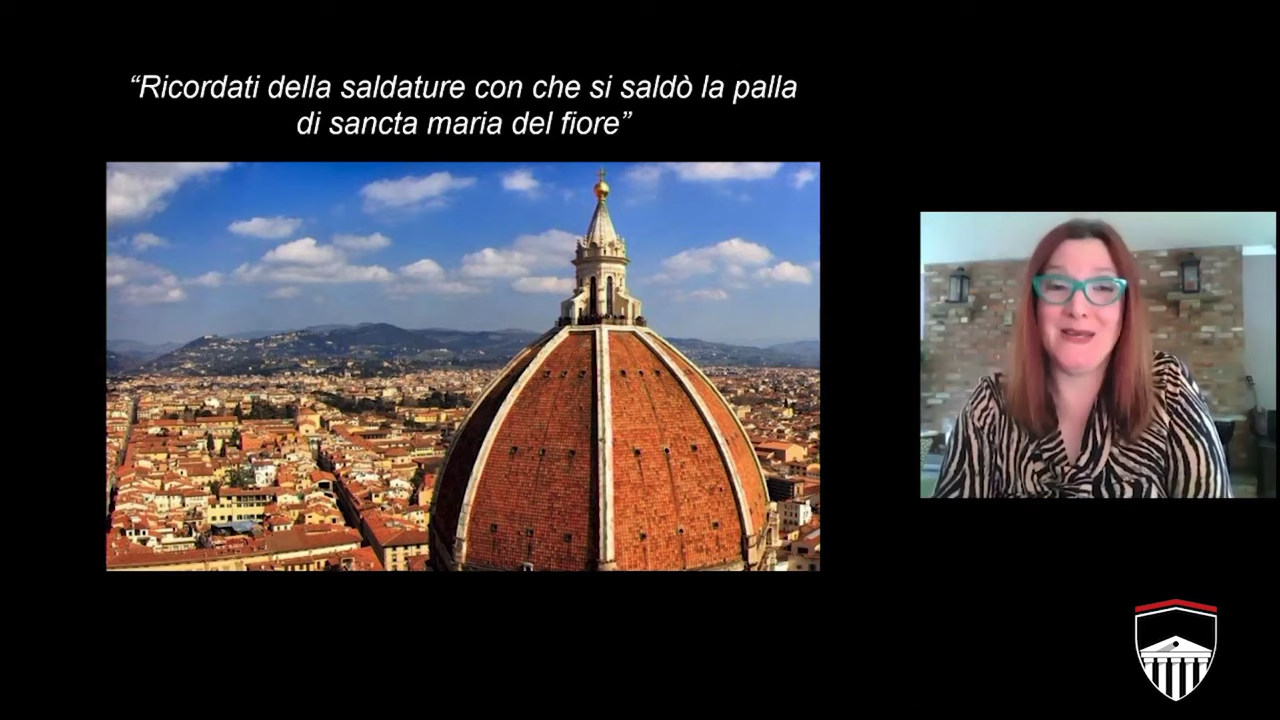 “Ricordati della saldature con che si saldò la palla
di sancta maria del fiore”